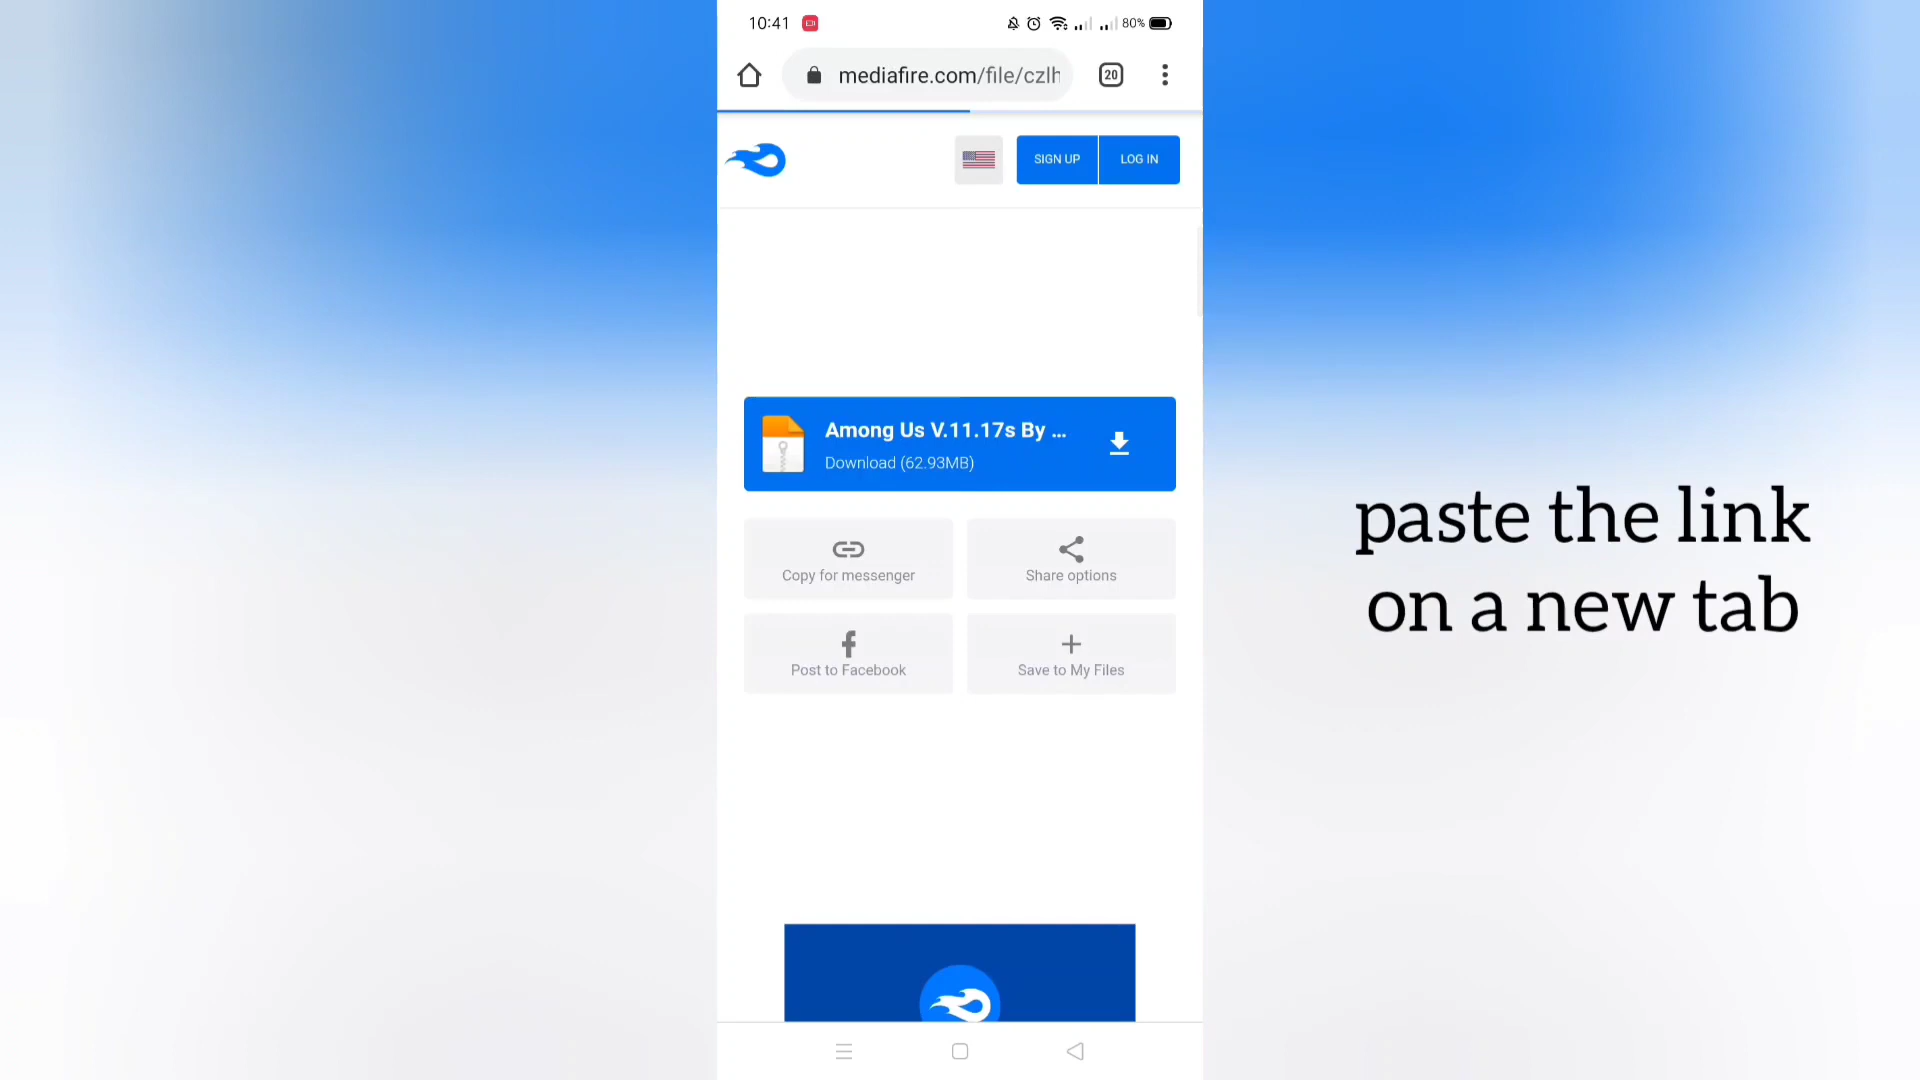 10:41
80%
mediafire.com/file/czlh
20
SIGN UP
LOG IN
Among Us V.11.17s By ...
Download (62.93MB)
Copy for messenger
Share options
Post to Facebook
Save to My Files
paste the link
on a new tab